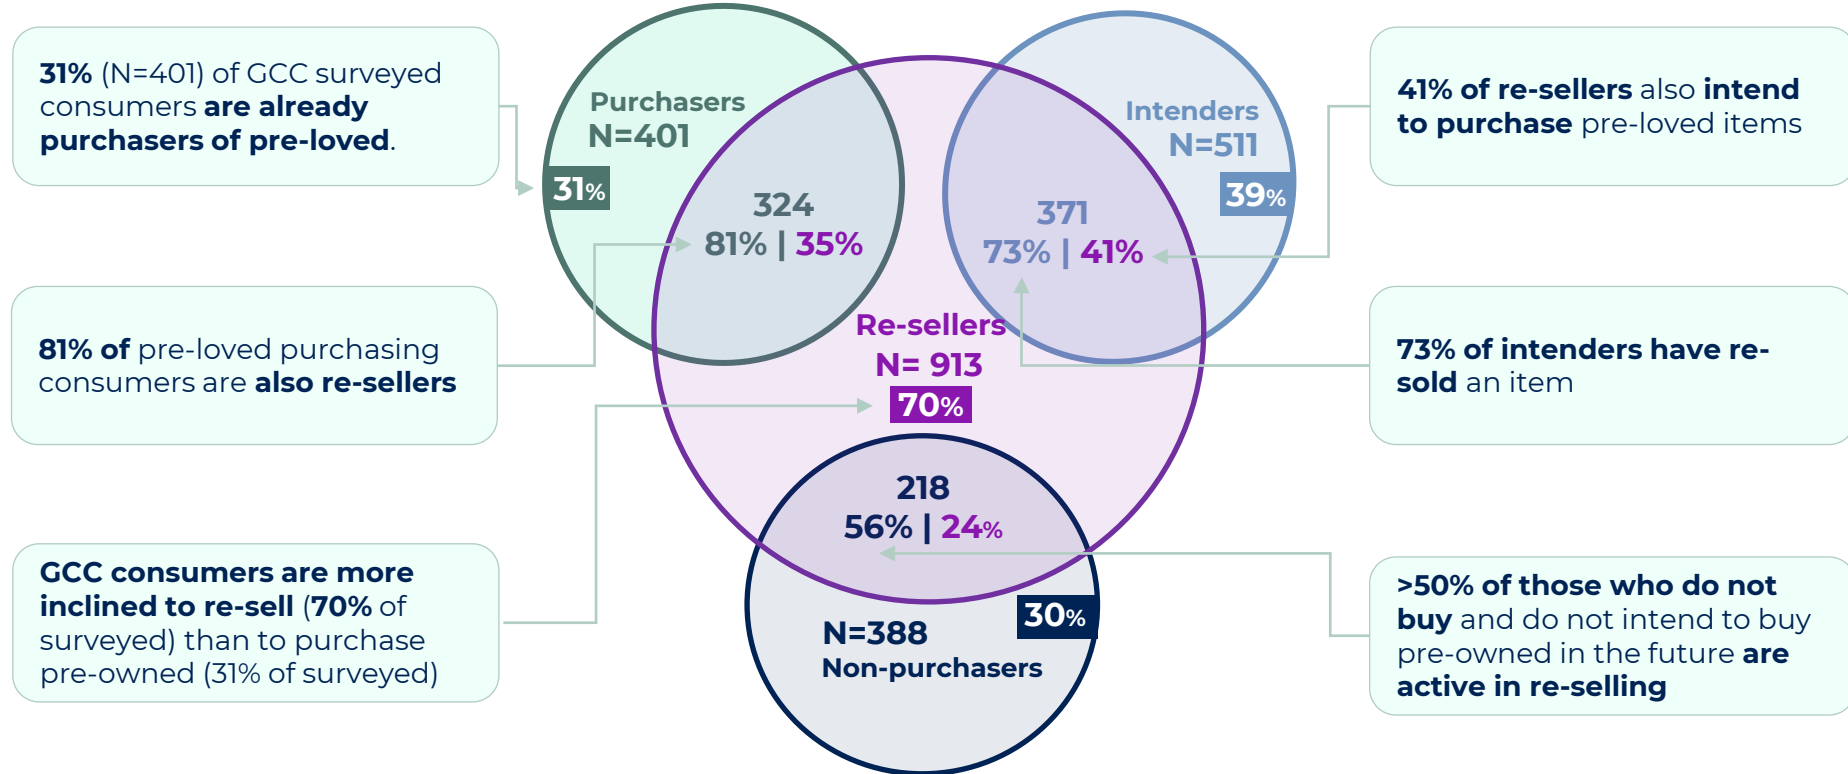 31% (N=401) of GCC surveyed
consumers are already
purchasers of pre-loved.
81% of pre-loved purchasing
consumers are also re-sellers
GCC consumers are more
inclined to re-sell (70% of
surveyed) than to purchase
pre-owned (31% of surveyed)
Purchasers
N=401
31%
324
81% | 35%
Intenders
N=511
39%
371
73% | 41%
Re-sellers
N= 913
70%
218
56% | 24%
30%
N=388
Non-purchasers
41% of re-sellers also intend
to purchase pre-loved items
73% of intenders have re-
sold an item
>50% of those who do not
buy and do not intend to buy
pre-owned in the future are
active in re-selling